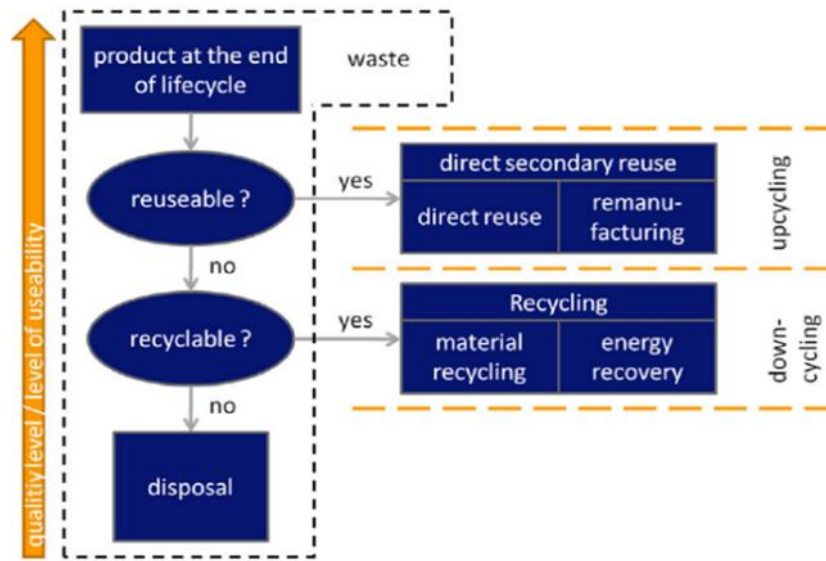 product at the end
of lifecycle
waste
reuseable ?
yes
direct secondary reuse
direct reuse
remanu-
facturing
upcycling
no
recyclable ?
yes
Recycling
material
recycling
energy
recovery
down-
cycling
no
disposal
qualitiy level / level of useability